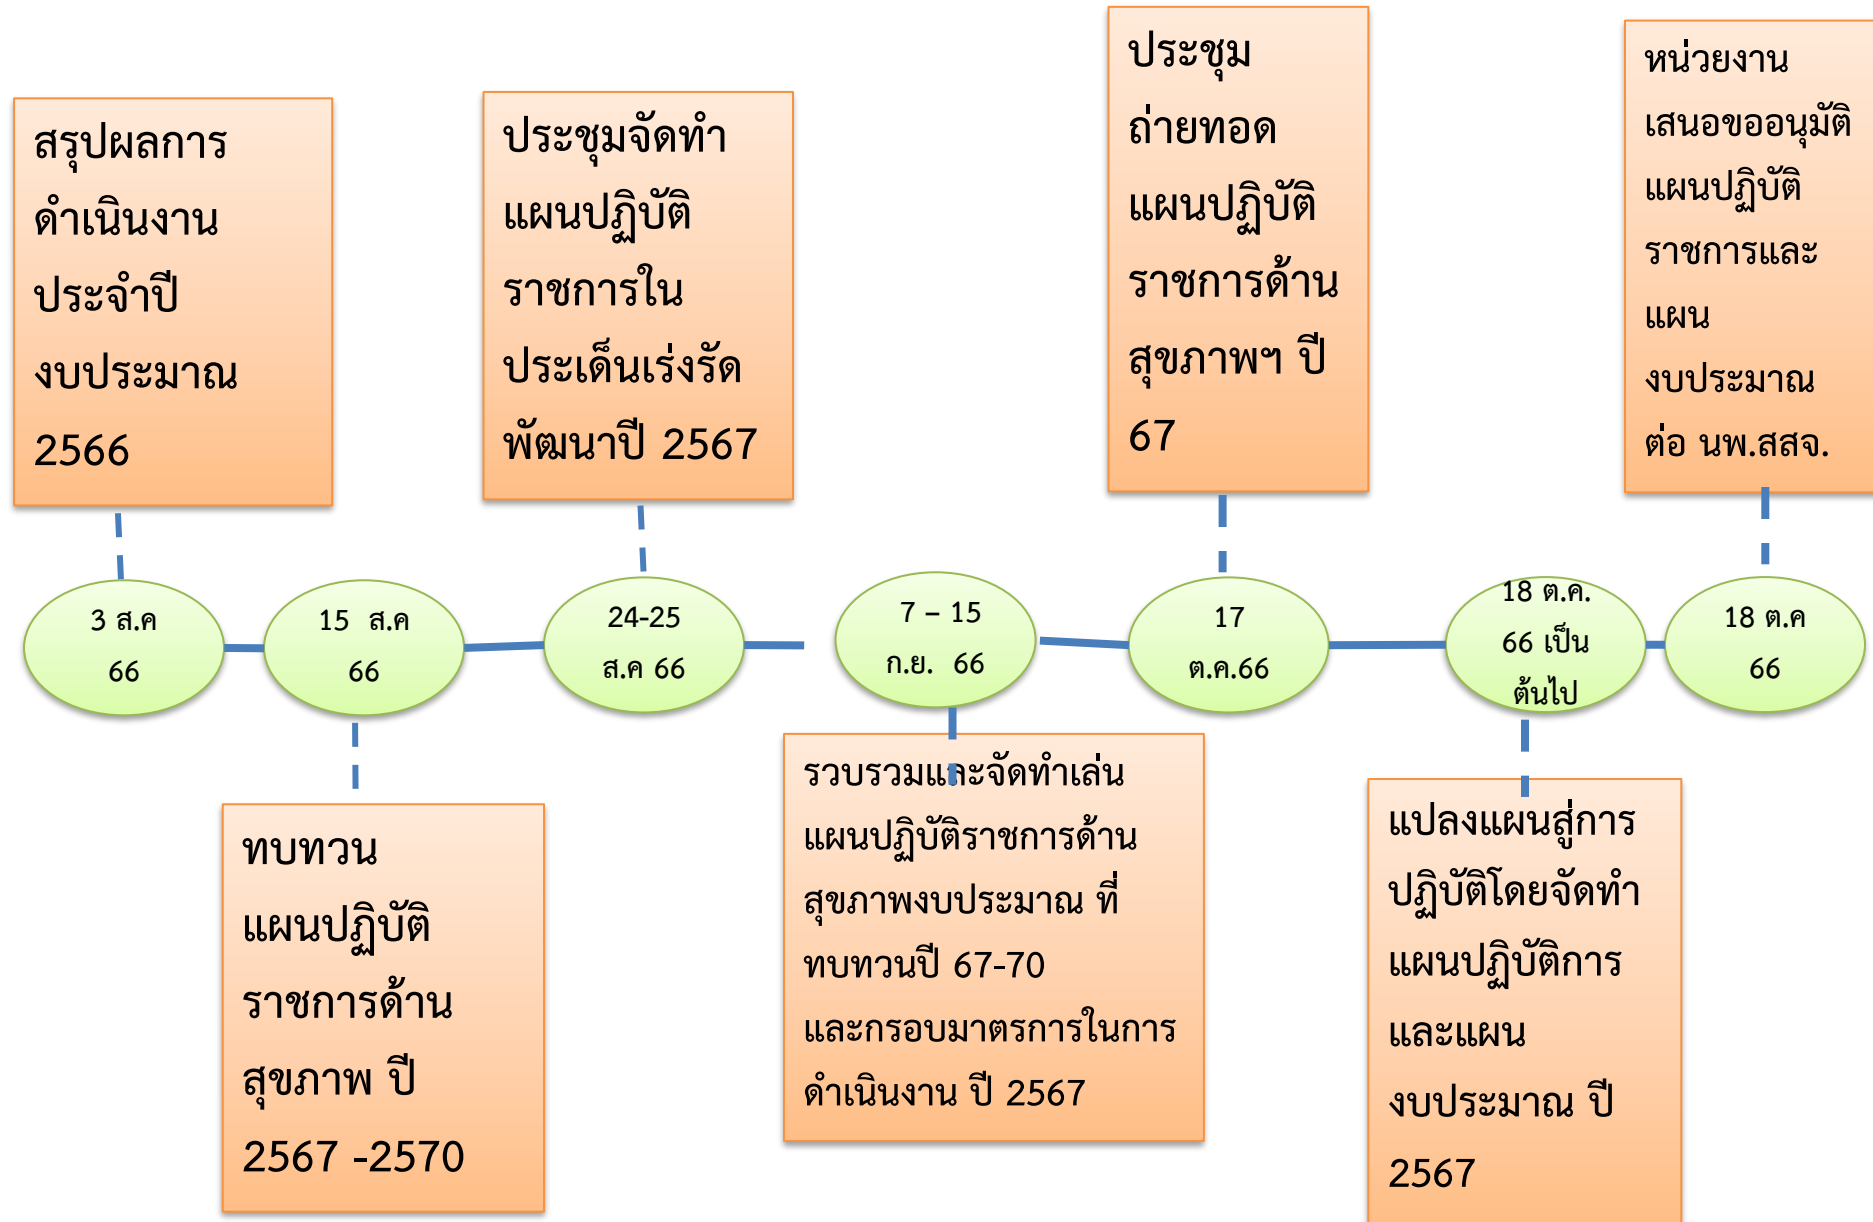 สรุปผลการ
ดำเนินงาน
ประจำปี
งบประมาณ
2566
ประชุมจัดทำ
แผนปฏิบัติ
ราชการใน
ประเด็นเร่งรัด
พัฒนาปี 2567
ประชุม
ถ่ายทอด
แผนปฏิบัติ
ราชการด้าน
สุขภาพฯ ปี
67
หน่วยงาน
เสนอขออนุมัติ
แผนปฏิบัติ
ราชการและ
แผน
งบประมาณ
ต่อ นพ.สสจ.
3 ส.ค
66
15 ส.ค
66
24-25
ส.ค 66
7 – 15
ก.ย. 66
17
ต.ค.66
18 ต.ค.
66 เป็น
ต้นไป
18 ต.ค
66
ทบทวน
แผนปฏิบัติ
ราชการด้าน
สุขภาพ ปี
2567 -2570
รวบรวมและจัดทำเล่น
แผนปฏิบัติราชการด้าน
สุขภาพงบประมาณ ที่
ทบทวนปี 67-70
และกรอบมาตรการในการ
ดำเนินงาน ปี 2567
แปลงแผนสู่การ
ปฏิบัติโดยจัดทำ
แผนปฏิบัติการ
และแผน
งบประมาณ ปี
2567